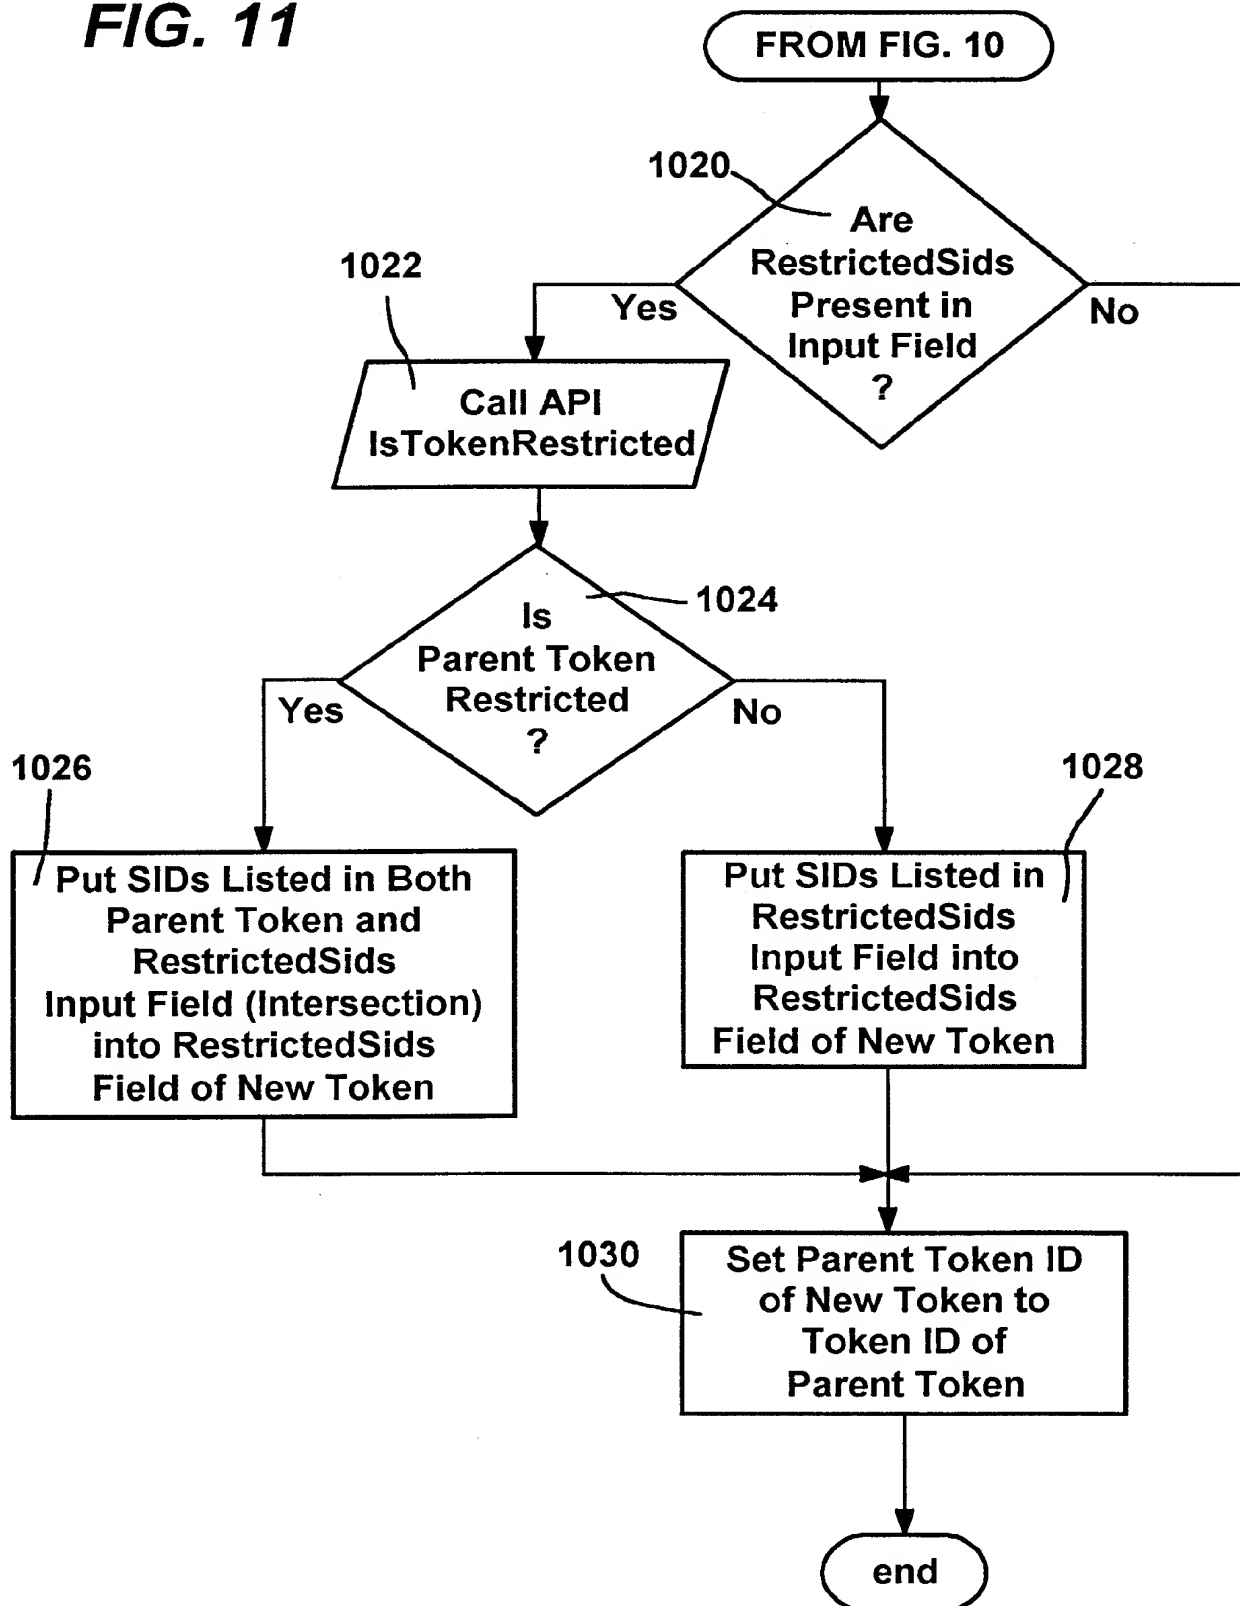 FIG. 11
FROM FIG. 10
1020
Are
RestrictedSids
Present in
Input Field
?
Yes
No
1022
Call API
IsTokenRestricted
1024
Is
Parent Token
Restricted
?
Yes
No
1026
Put SIDs Listed in Both
Parent Token and
RestrictedSids
Input Field (Intersection)
into RestrictedSids
Field of New Token
1028
Put SIDs Listed in
RestrictedSids
Input Field into
RestrictedSids
Field of New Token
1030
Set Parent Token ID
of New Token to
Token ID of
Parent Token
end